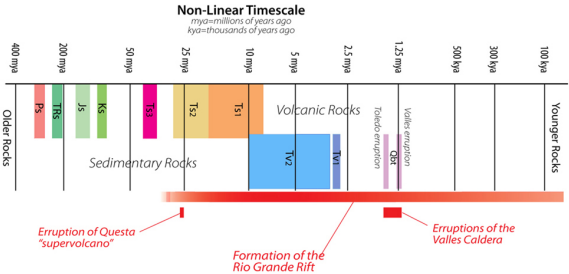 Non-Linear Timescale
mya=millions of years ago
kya=thousands of years ago
400 mya
200 mya
50 mya
25 mya
10 mya
5 mya
2.5 mya
1.25 mya
500 kya
300 kya
100 kya
Older Rocks
Ps
TRs
Js
Ks
Ts3
Ts2
Ts1
Volcanic Rocks
Toledo eruption
Valles eruption
Younger Rocks
Sedimentary Rocks
Tv2
Tv1
Qbt
Erruption of Questa
“supervolcano”
Formation of the
Rio Grande Rift
Erruptions of the
Valles Caldera